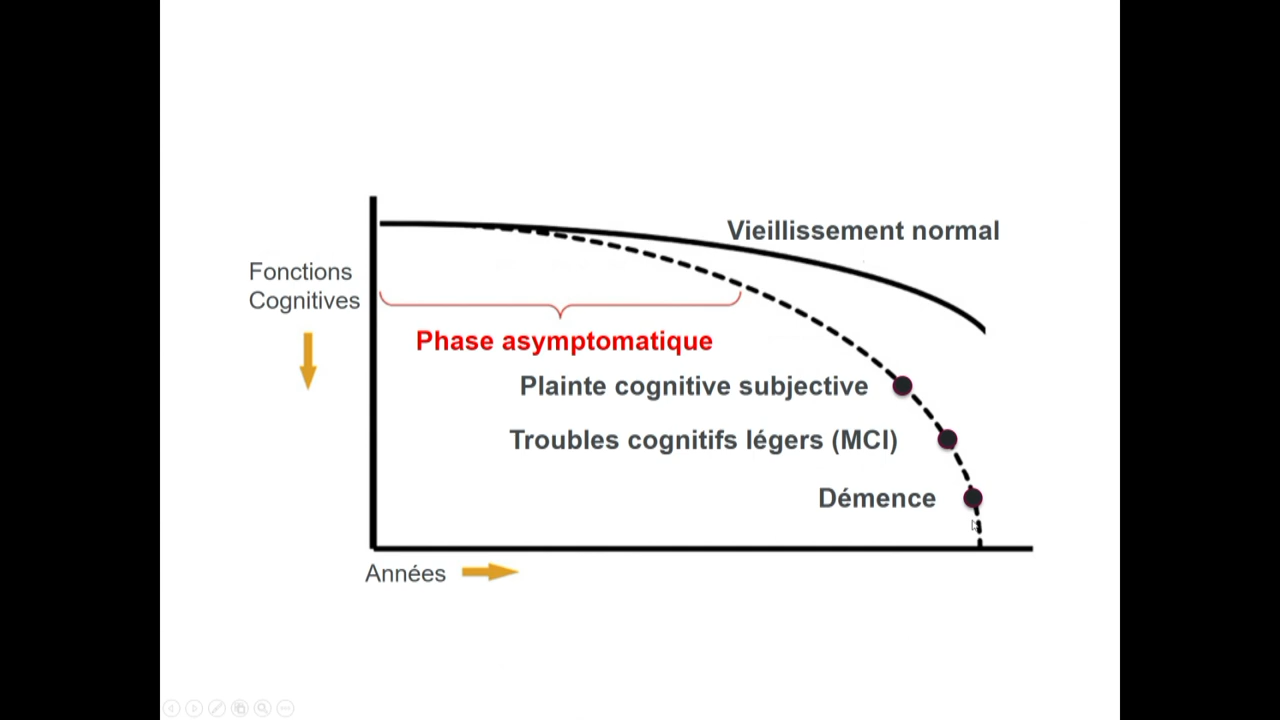 Vieillissement normal
Fonctions
Cognitives
Phase asymptomatique
Plainte cognitive subjective
Troubles cognitifs légers (MCI)
Démence
Années